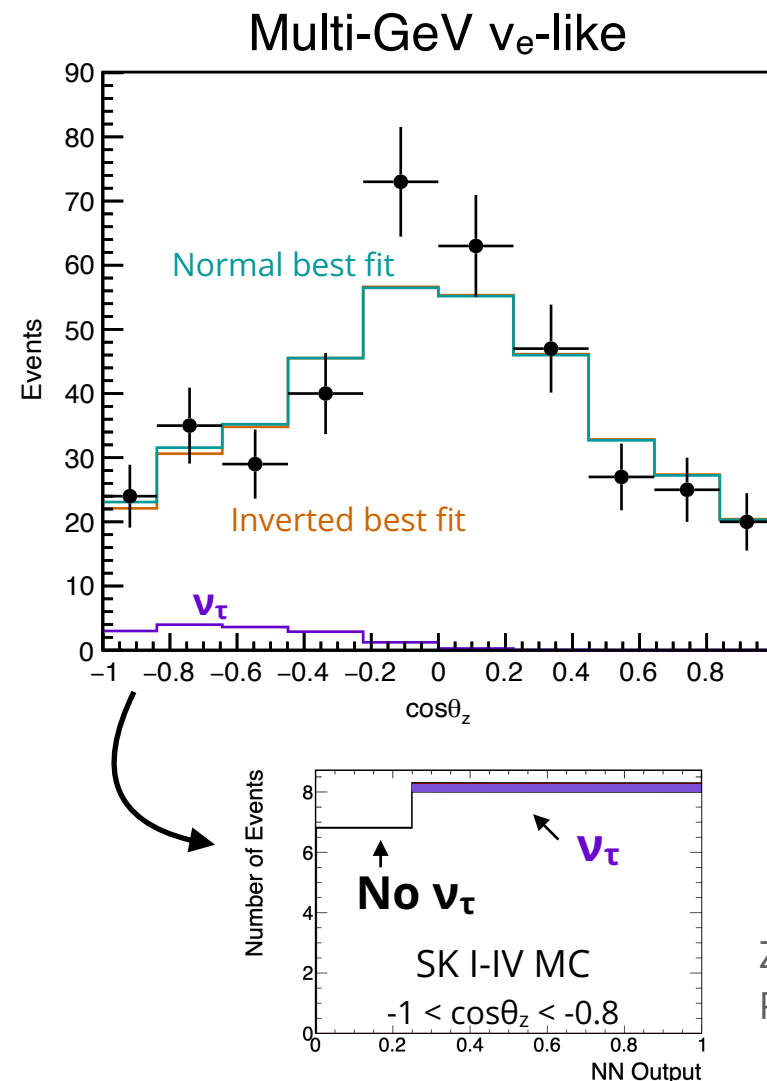 Multi-GeV νe-like
90
80
70
60
50
40
30
20
10
0
Events
Normal best fit
Inverted best fit
ντ
-1 −0.8 −0.6 −0.4 −0.2 0 0.2 0.4 0.6 0.8
cosθz
Number of Events
8
6
4
2
0
ντ
No ντ
SK I-IV MC
-1 < cosθz < -0.8
0 0.2 0.4 0.6 0.8 1
NN Output